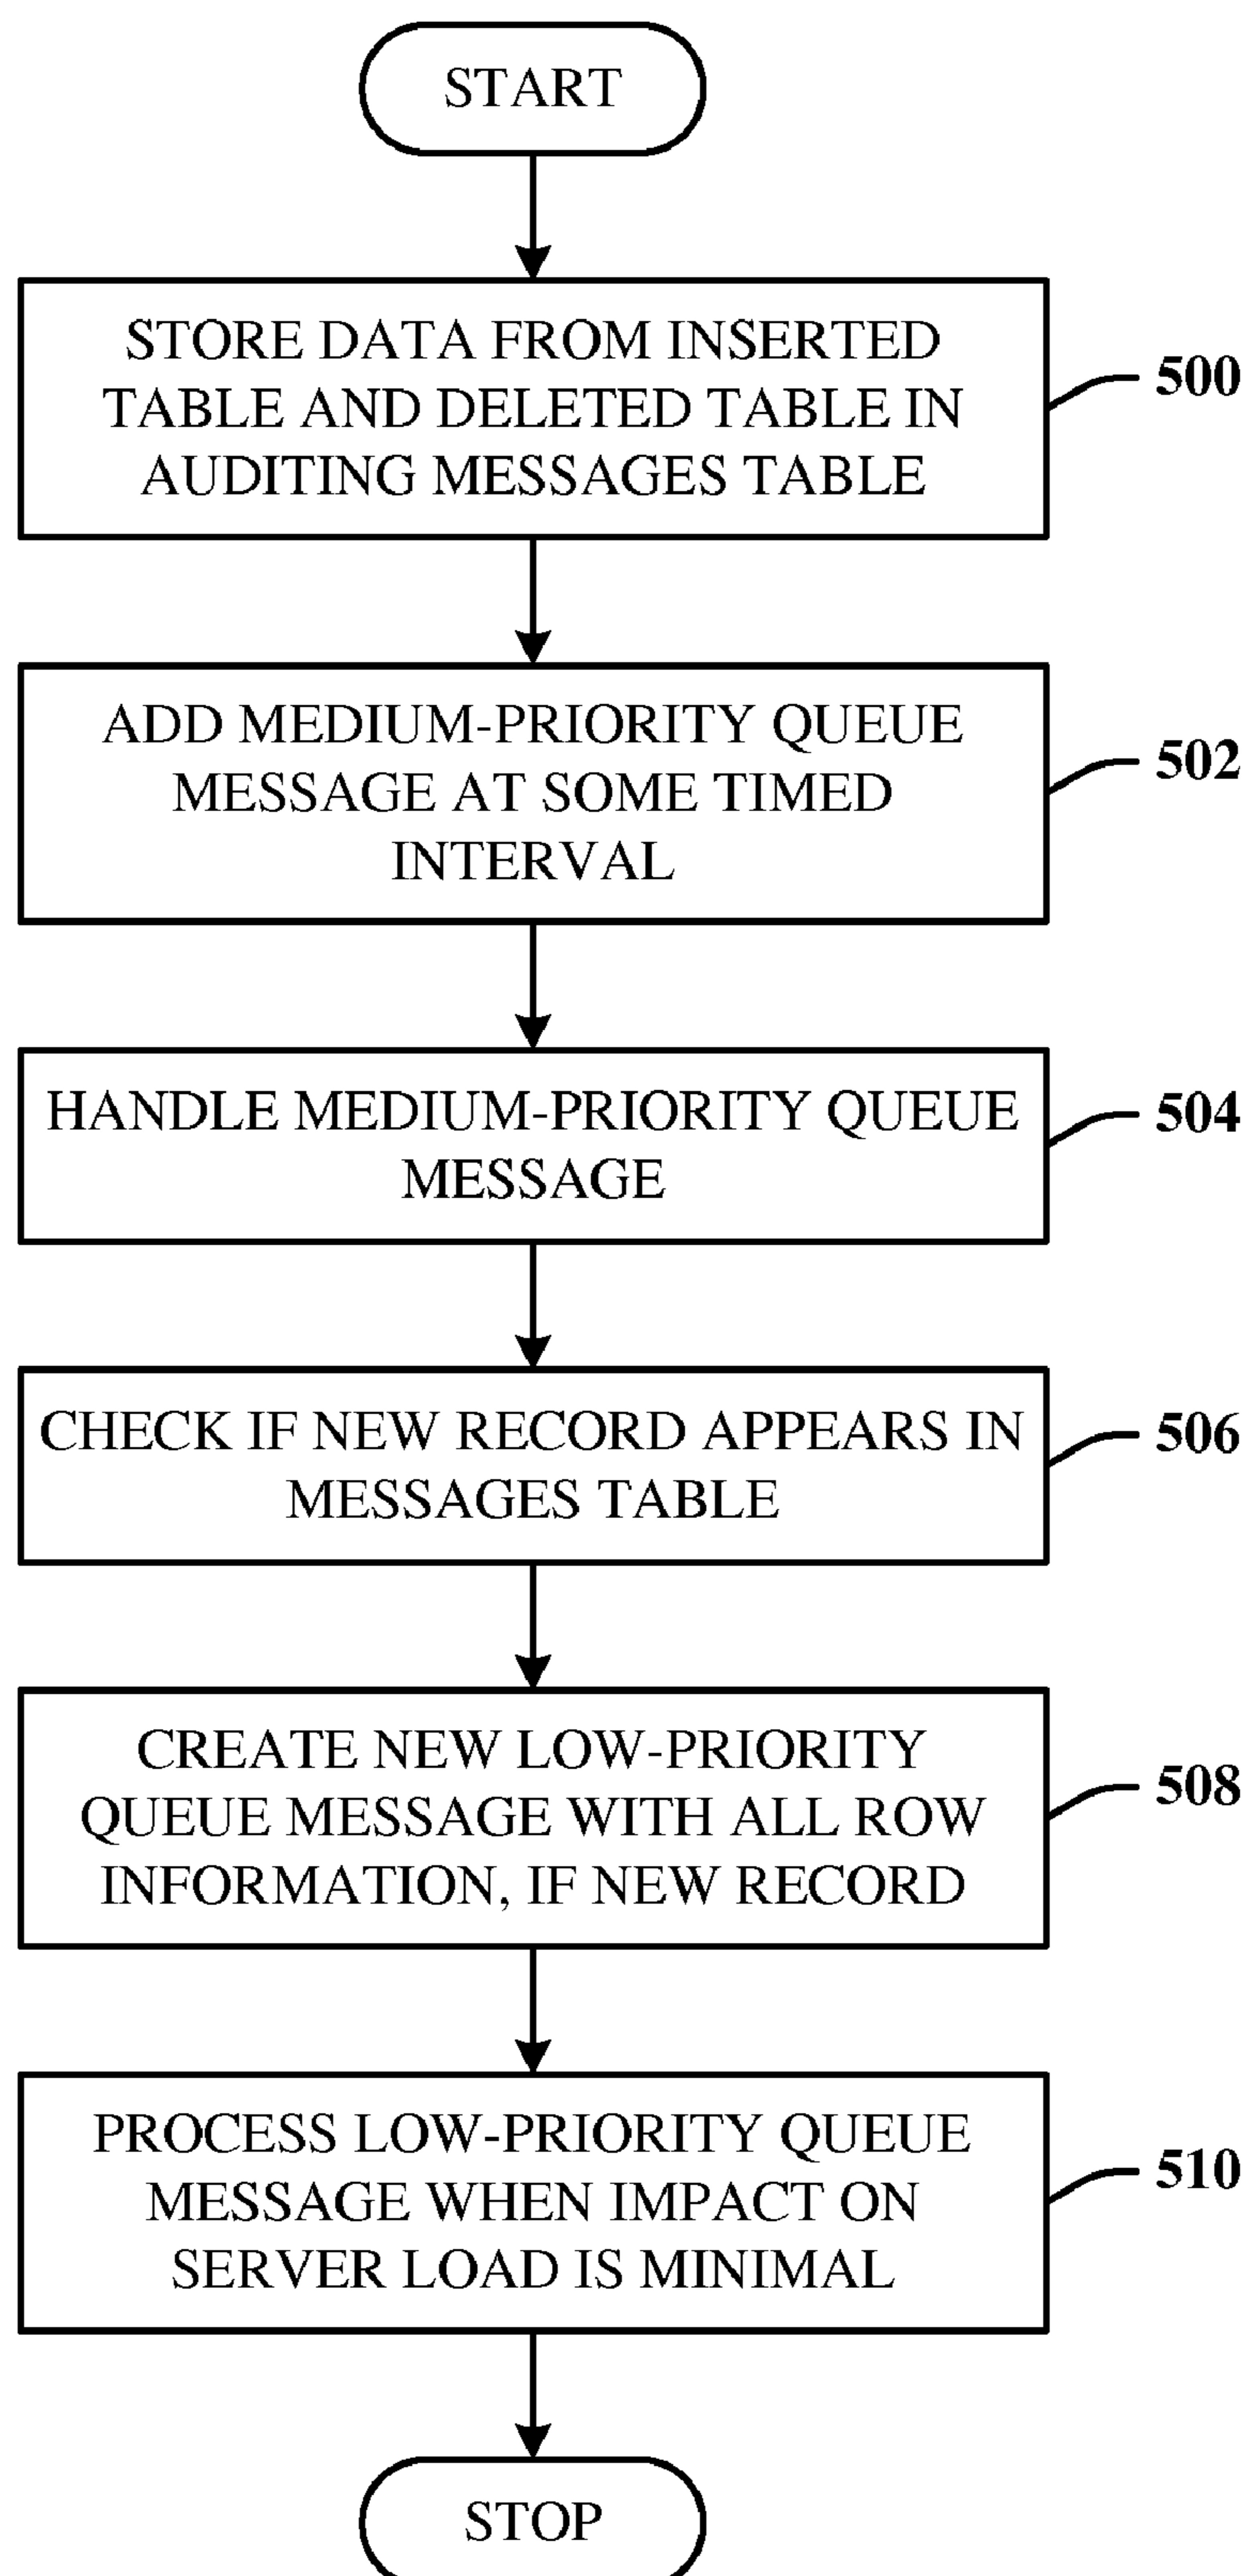 START
STORE DATA FROM INSERTED
TABLE AND DELETED TABLE IN
AUDITING MESSAGES TABLE
500
ADD MEDIUM-PRIORITY QUEUE
MESSAGE AT SOME TIMED
INTERVAL
502
HANDLE MEDIUM-PRIORITY QUEUE
MESSAGE
504
CHECK IF NEW RECORD APPEARS IN
MESSAGES TABLE
506
CREATE NEW LOW-PRIORITY
QUEUE MESSAGE WITH ALL ROW
INFORMATION, IF NEW RECORD
508
PROCESS LOW-PRIORITY QUEUE
MESSAGE WHEN IMPACT ON
SERVER LOAD IS MINIMAL
510
STOP